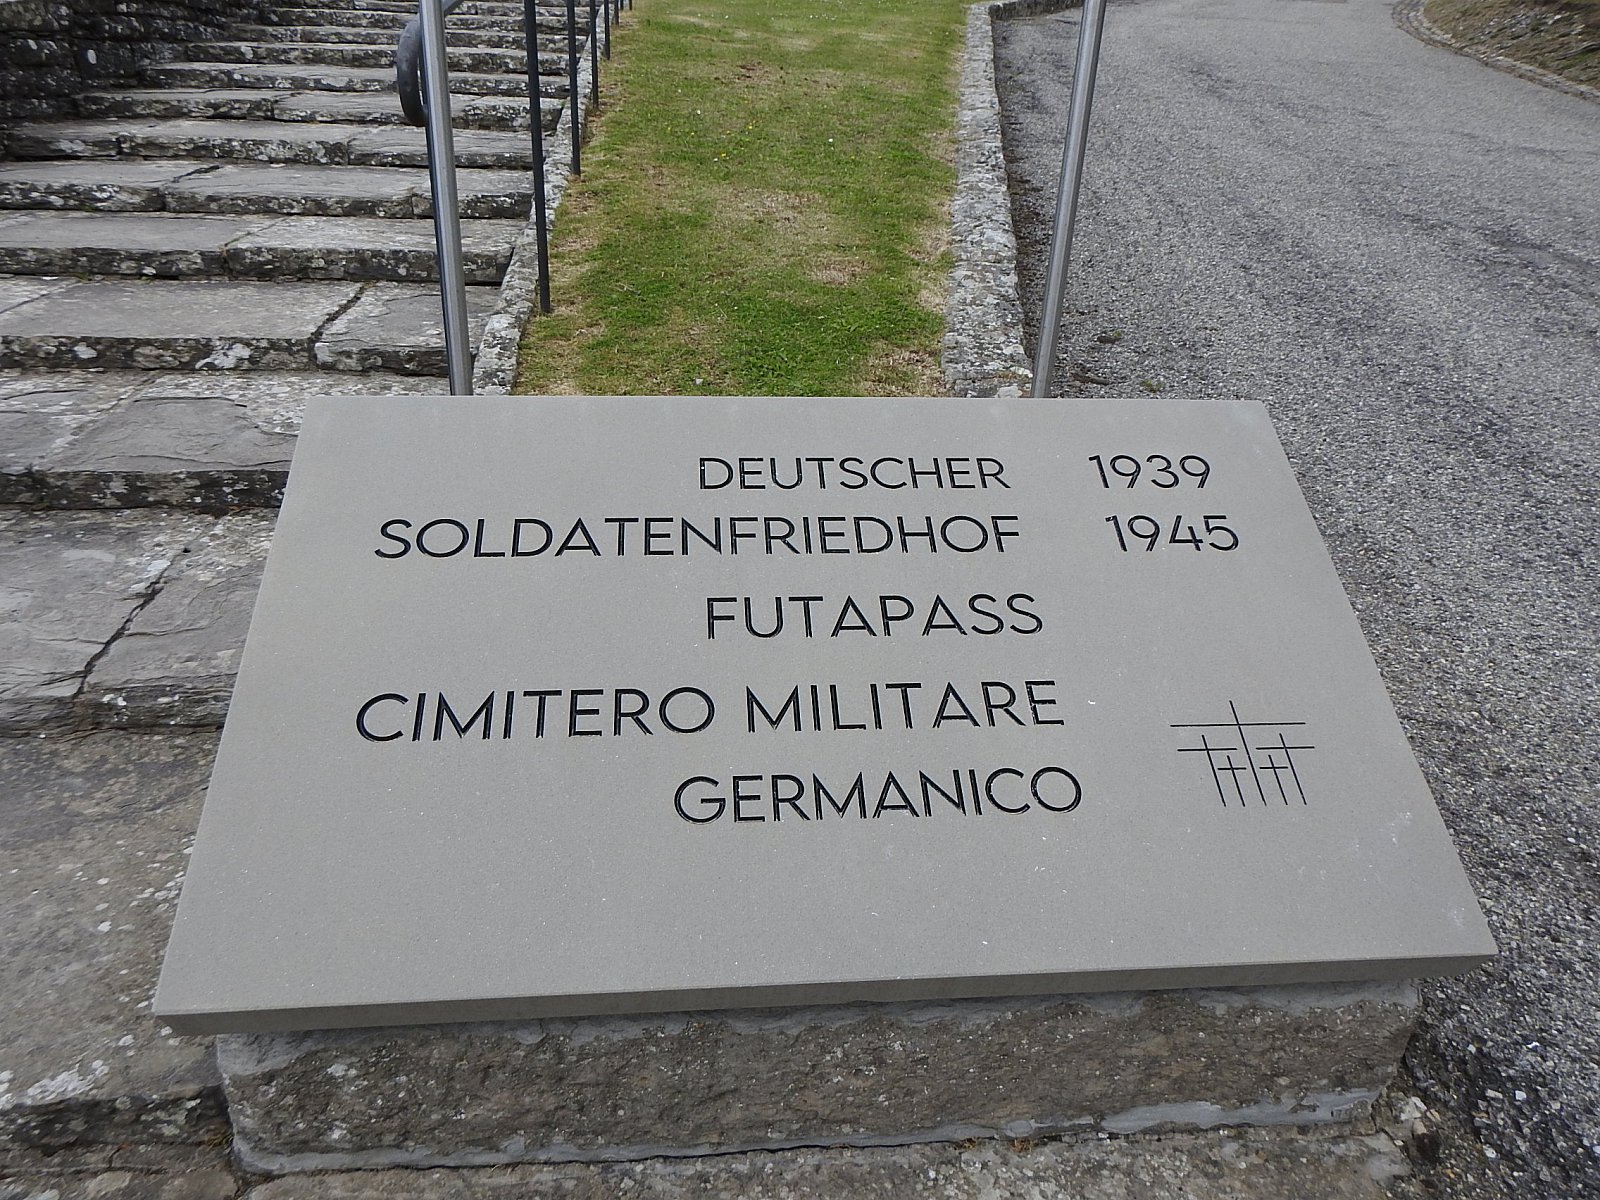 DEUTSCHER 1939
SOLDATENFRIEDHOF 1945
FUTAPASS
CIMITERO MILITARE
GERMANICO